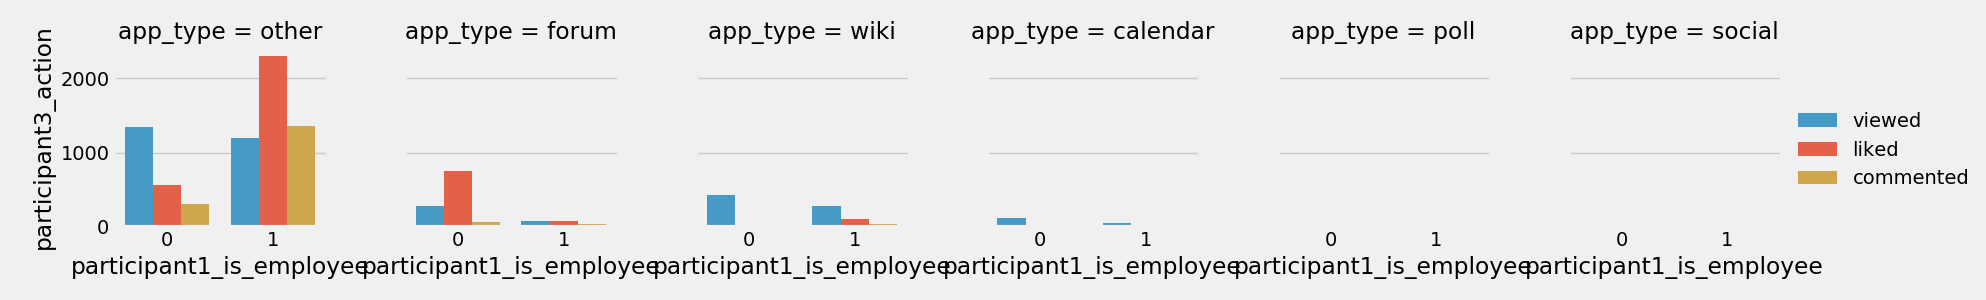 app_type = other
app_type = forum
app_type = wiki
app_type = calendar
app_type = poll
app_type = social
participant3_action
2000
1000
0
0 1
0 1
0 1
0 1
0 1
0 1
participant1_is_employee
participant1_is_employee
participant1_is_employee
participant1_is_employee
participant1_is_employee
participant1_is_employee
viewed
liked
commented